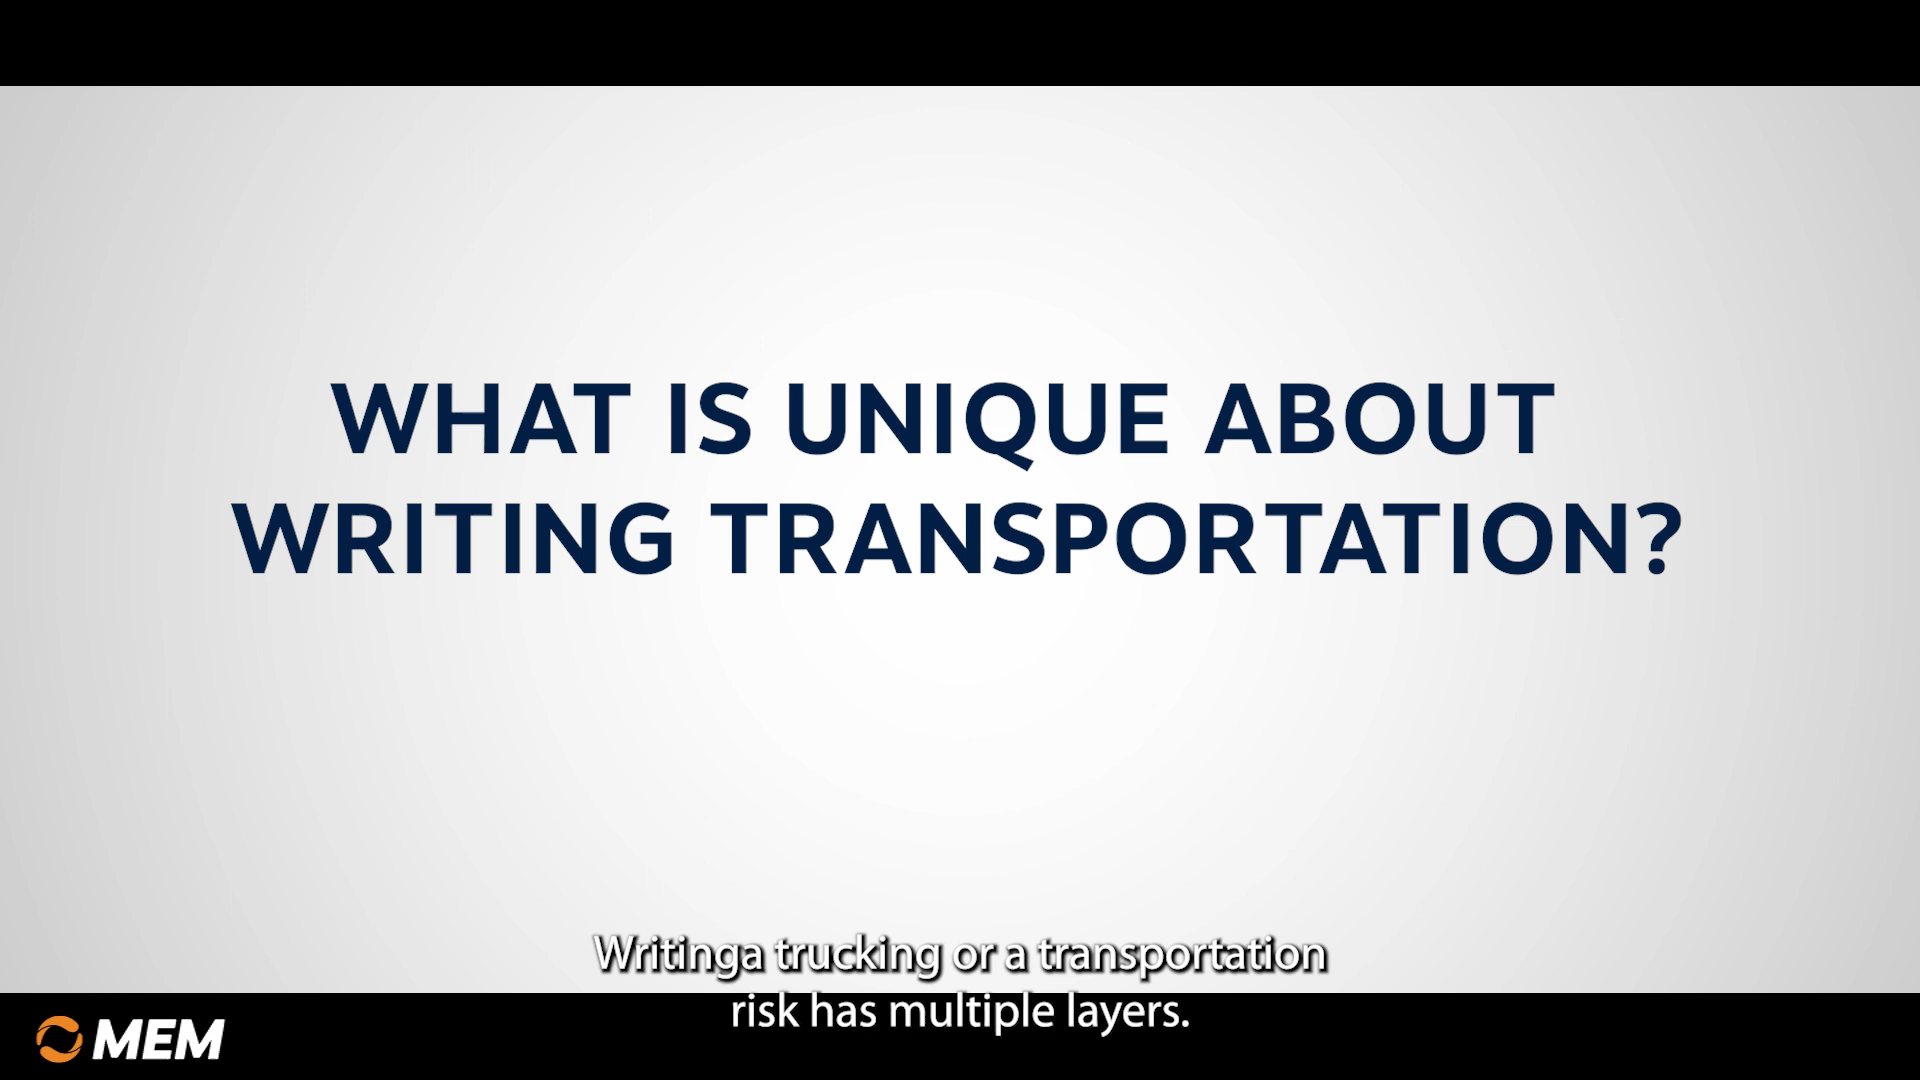 WHAT IS UNIQUE ABOUT
WRITING TRANSPORTATION?
Writinga trucking or a transportation
risk has multiple layers.
MEM